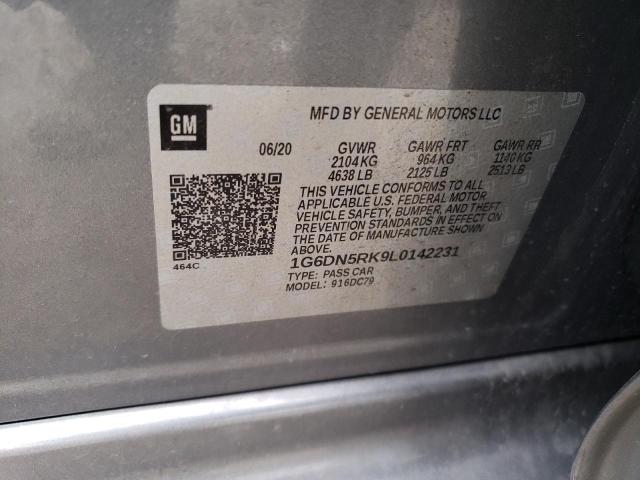 GM
MFD BY GENERAL MOTORS LLC
06/20 GVWR GAWR FRT GAWR RR
2104 KG 964 KG 1140 KG
4638 LB 2125 LB 2513 LB
THIS VEHICLE CONFORMS TO ALL
APPLICABLE U.S. FEDERAL MOTOR
VEHICLE SAFETY, BUMPER, AND THEFT
PREVENTION STANDARDS IN EFFECT ON
THE DATE OF MANUFACTURE SHOWN
ABOVE.
464C
1G6DN5RK9L0142231
TYPE: PASS CAR
MODEL: 916DC79